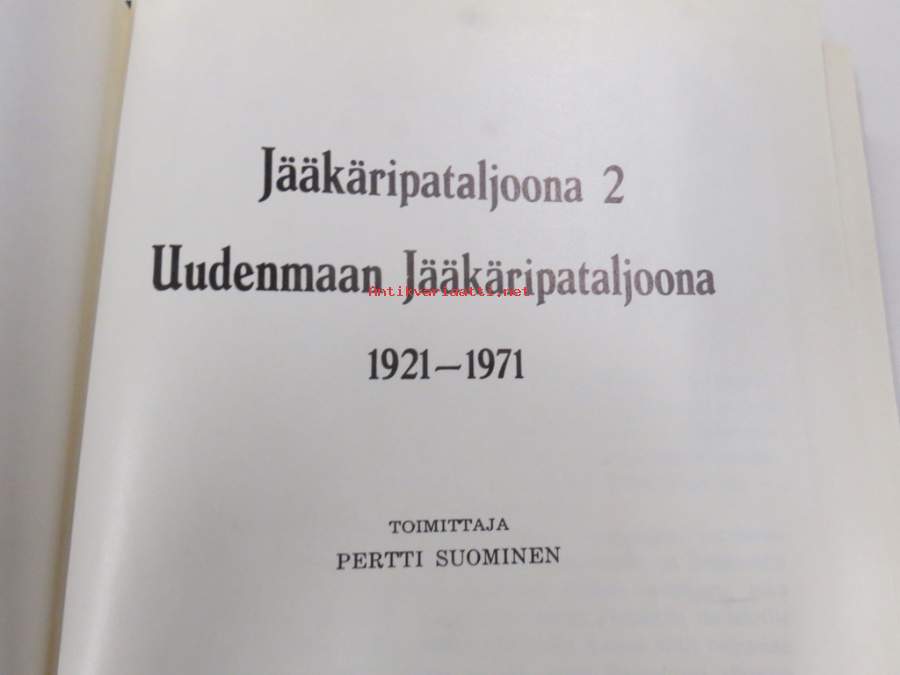 Jääkäripataljoona 2
Uudenmaan Jääkäripataljoona
Antikvariaatti.net
1921—1971
TOIMITTAJA
PERTTI SUOMINEN